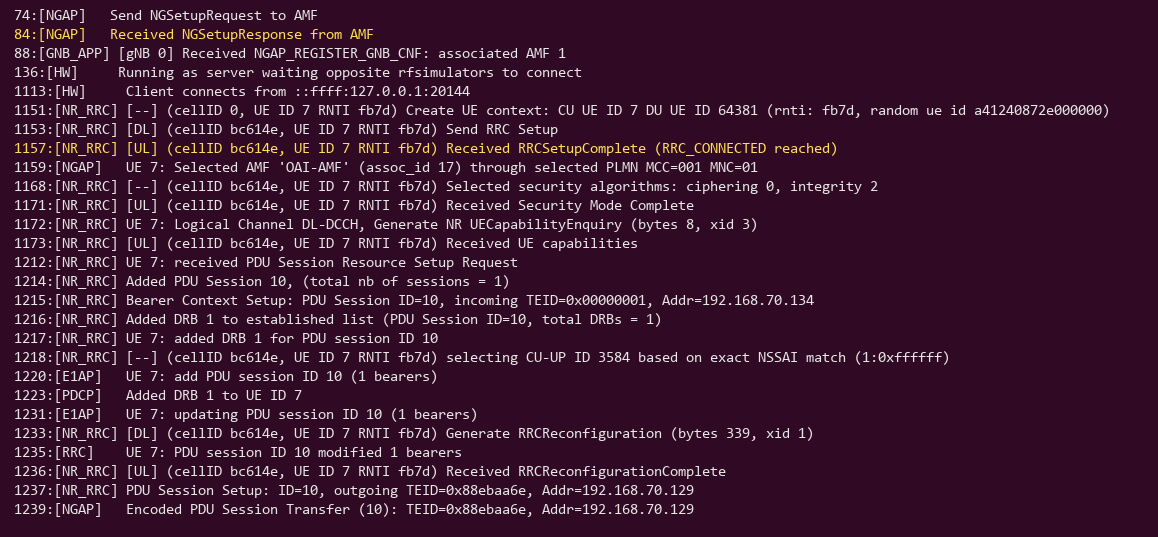 74:[NGAP]   Send NGSetupRequest to AMF
84:[NGAP]   Received NGSetupResponse from AMF
88:[GNB_APP] [gNB 0] Received NGAP_REGISTER_GNB_CNF: associated AMF 1
136:[HW]     Running as server waiting opposite rfsimulators to connect
1113:[HW]     Client connects from ::ffff:127.0.0.1:20144
1151:[NR_RRC] [--] (cellID 0, UE ID 7 RNTI fb7d) Create UE context: CU UE ID 7 DU UE ID 64381 (rnti: fb7d, random ue id a41240872e000000)
1153:[NR_RRC] [DL] (cellID bc614e, UE ID 7 RNTI fb7d) Send RRC Setup
1157:[NR_RRC] [UL] (cellID bc614e, UE ID 7 RNTI fb7d) Received RRCSetupComplete (RRC_CONNECTED reached)
1159:[NGAP]   UE 7: Selected AMF 'OAI-AMF' (assoc_id 17) through selected PLMN MCC=001 MNC=01
1168:[NR_RRC] [--] (cellID bc614e, UE ID 7 RNTI fb7d) Selected security algorithms: ciphering 0, integrity 2
1171:[NR_RRC] [UL] (cellID bc614e, UE ID 7 RNTI fb7d) Received Security Mode Complete
1172:[NR_RRC] UE 7: Logical Channel DL-DCCH, Generate NR UECapabilityEnquiry (bytes 8, xid 3)
1173:[NR_RRC] [UL] (cellID bc614e, UE ID 7 RNTI fb7d) Received UE capabilities
1212:[NR_RRC] UE 7: received PDU Session Resource Setup Request
1214:[NR_RRC] Added PDU Session 10, (total nb of sessions = 1)
1215:[NR_RRC] Bearer Context Setup: PDU Session ID=10, incoming TEID=0x00000001, Addr=192.168.70.134
1216:[NR_RRC] Added DRB 1 to established list (PDU Session ID=10, total DRBs = 1)
1217:[NR_RRC] UE 7: added DRB 1 for PDU session ID 10
1218:[NR_RRC] [--] (cellID bc614e, UE ID 7 RNTI fb7d) selecting CU-UP ID 3584 based on exact NSSAI match (1:0xffffff)
1220:[E1AP]   UE 7: add PDU session ID 10 (1 bearers)
1223:[PDCP]   Added DRB 1 to UE ID 7
1231:[E1AP]   UE 7: updating PDU session ID 10 (1 bearers)
1233:[NR_RRC] [DL] (cellID bc614e, UE ID 7 RNTI fb7d) Generate RRCReconfiguration (bytes 339, xid 1)
1235:[RRC]    UE 7: PDU session ID 10 modified 1 bearers
1236:[NR_RRC] [UL] (cellID bc614e, UE ID 7 RNTI fb7d) Received RRCReconfigurationComplete
1237:[NR_RRC] PDU Session Setup: ID=10, outgoing TEID=0x88ebaa6e, Addr=192.168.70.129
1239:[NGAP]   Encoded PDU Session Transfer (10): TEID=0x88ebaa6e, Addr=192.168.70.129